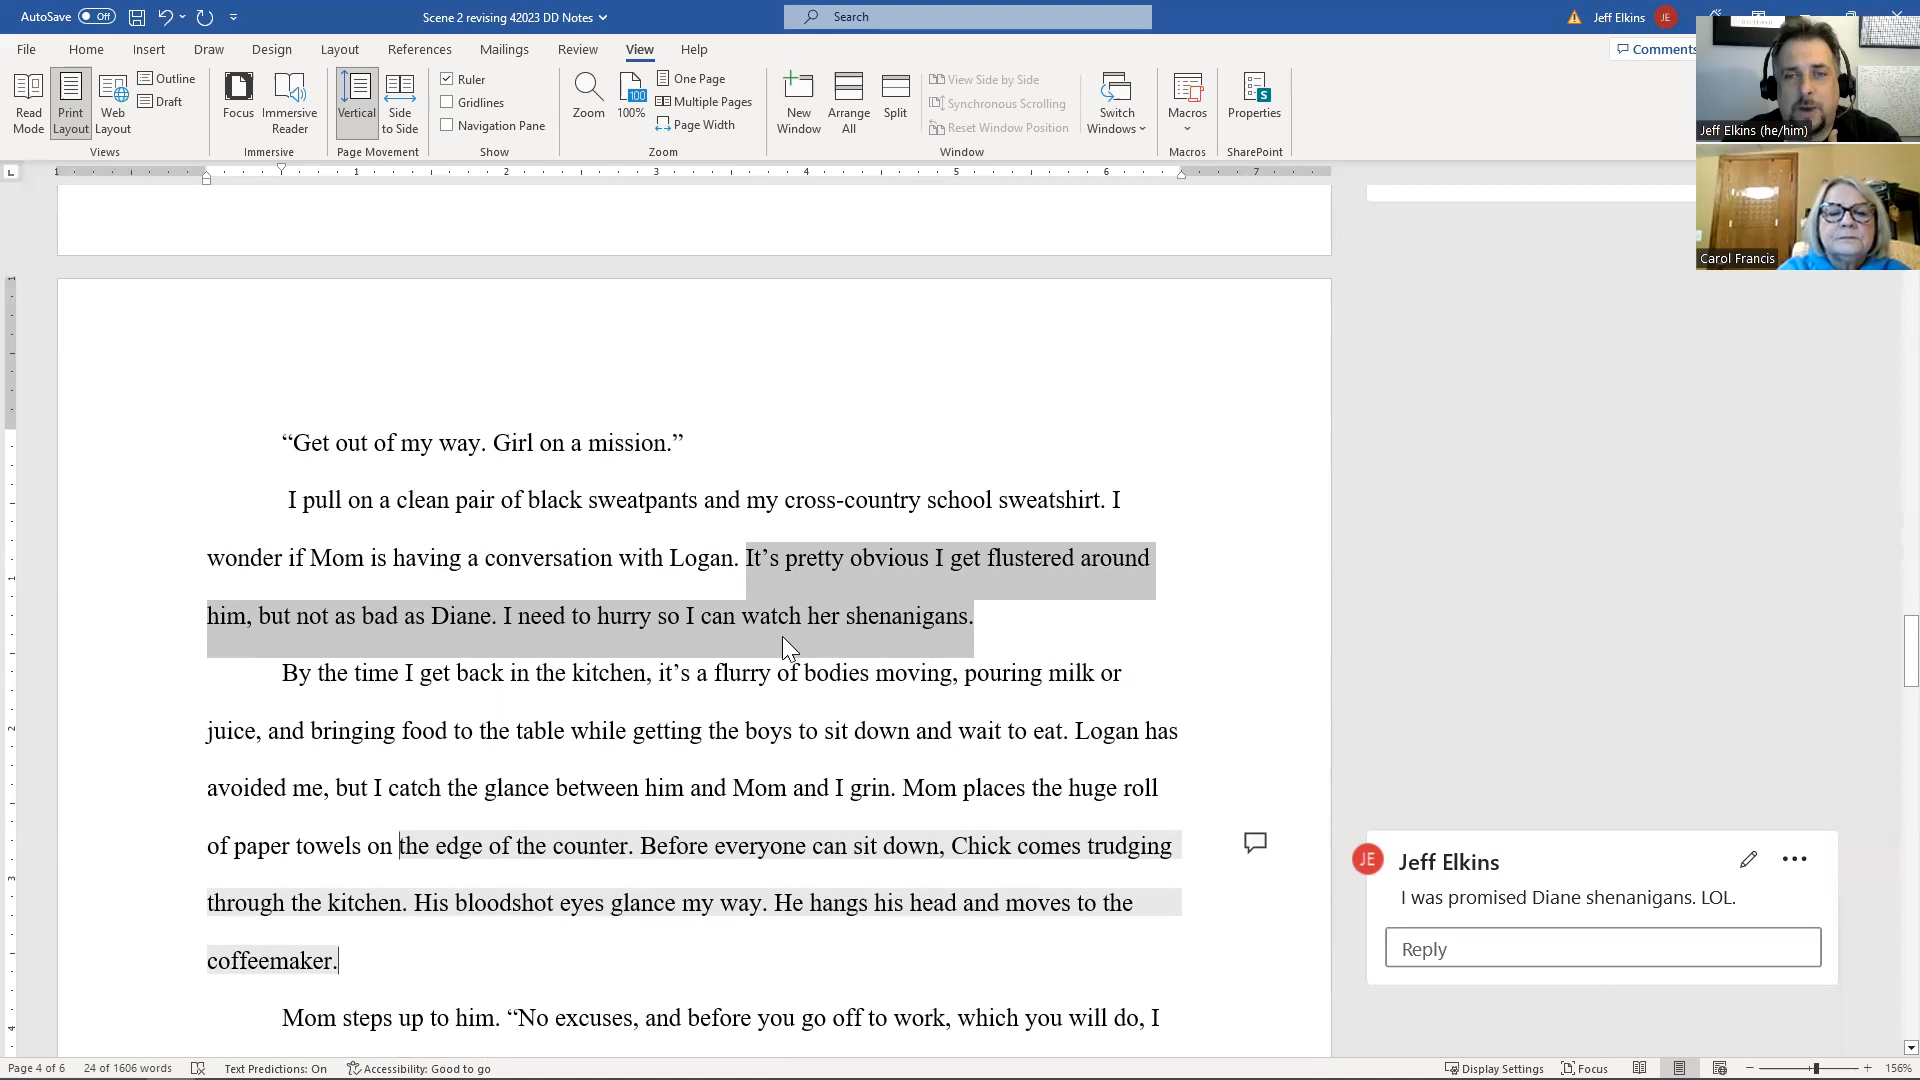 AutoSave Off
Scene 2 revising 42023 DD Notes
Search
Jeff Elkins JE
File Home Insert Draw Design Layout References Mailings Review View Help
Comments
Read Mode
Print Layout
Web Layout
Outline
Draft
Views
Focus
Immersive Reader
Immersive
Vertical
Side to Side
Page Movement
Ruler
Gridlines
Navigation Pane
Show
Zoom
100
100%
One Page
Multiple Pages
Page Width
Zoom
New Window
Arrange All
Split
View Side by Side
Synchronous Scrolling
Reset Window Position
Switch Windows
Window
Macros
Macros
S
Properties
SharePoint
Jeff Elkins (he/him)
Carol Francis
1 1 2 3 4 5 6 7
“Get out of my way. Girl on a mission.”
I pull on a clean pair of black sweatpants and my cross-country school sweatshirt. I
wonder if Mom is having a conversation with Logan. It’s pretty obvious I get flustered around
him, but not as bad as Diane. I need to hurry so I can watch her shenanigans.
By the time I get back in the kitchen, it’s a flurry of bodies moving, pouring milk or
juice, and bringing food to the table while getting the boys to sit down and wait to eat. Logan has
avoided me, but I catch the glance between him and Mom and I grin. Mom places the huge roll
of paper towels on the edge of the counter. Before everyone can sit down, Chick comes trudging
through the kitchen. His bloodshot eyes glance my way. He hangs his head and moves to the
coffeemaker.
Mom steps up to him. “No excuses, and before you go off to work, which you will do, I
JE Jeff Elkins
I was promised Diane shenanigans. LOL.
Reply
Page 4 of 6 24 of 1606 words Text Predictions: On Accessibility: Good to go
Display Settings Focus 156%